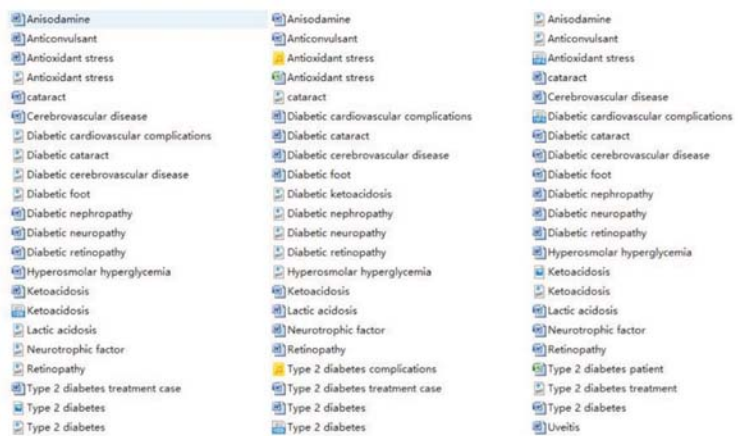 Anisodamine
Anticonvulsant
Antioxidant stress
Antioxidant stress
cataract
Cerebrovascular disease
Diabetic cardiovascular complications
Diabetic cataract
Diabetic cerebrovascular disease
Diabetic foot
Diabetic nephropathy
Diabetic neuropathy
Diabetic retinopathy
Hyperosmolar hyperglycemia
Ketoacidosis
Ketoacidosis
Lactic acidosis
Neurotrophic factor
Retinopathy
Type 2 diabetes treatment case
Type 2 diabetes
Type 2 diabetes
Anisodamine
Anticonvulsant
Antioxidant stress
Antioxidant stress
cataract
Diabetic cardiovascular complications
Diabetic cataract
Diabetic cerebrovascular disease
Diabetic foot
Diabetic ketoacidosis
Diabetic nephropathy
Diabetic neuropathy
Diabetic retinopathy
Hyperosmolar hyperglycemia
Ketoacidosis
Lactic acidosis
Neurotrophic factor
Retinopathy
Type 2 diabetes complications
Type 2 diabetes treatment case
Type 2 diabetes
Type 2 diabetes
Anisodamine
Anticonvulsant
Antioxidant stress
cataract
Cerebrovascular disease
Diabetic cardiovascular complications
Diabetic cataract
Diabetic cerebrovascular disease
Diabetic foot
Diabetic nephropathy
Diabetic neuropathy
Diabetic retinopathy
Hyperosmolar hyperglycemia
Ketoacidosis
Ketoacidosis
Lactic acidosis
Neurotrophic factor
Retinopathy
Type 2 diabetes patient
Type 2 diabetes treatment
Type 2 diabetes
Uveitis